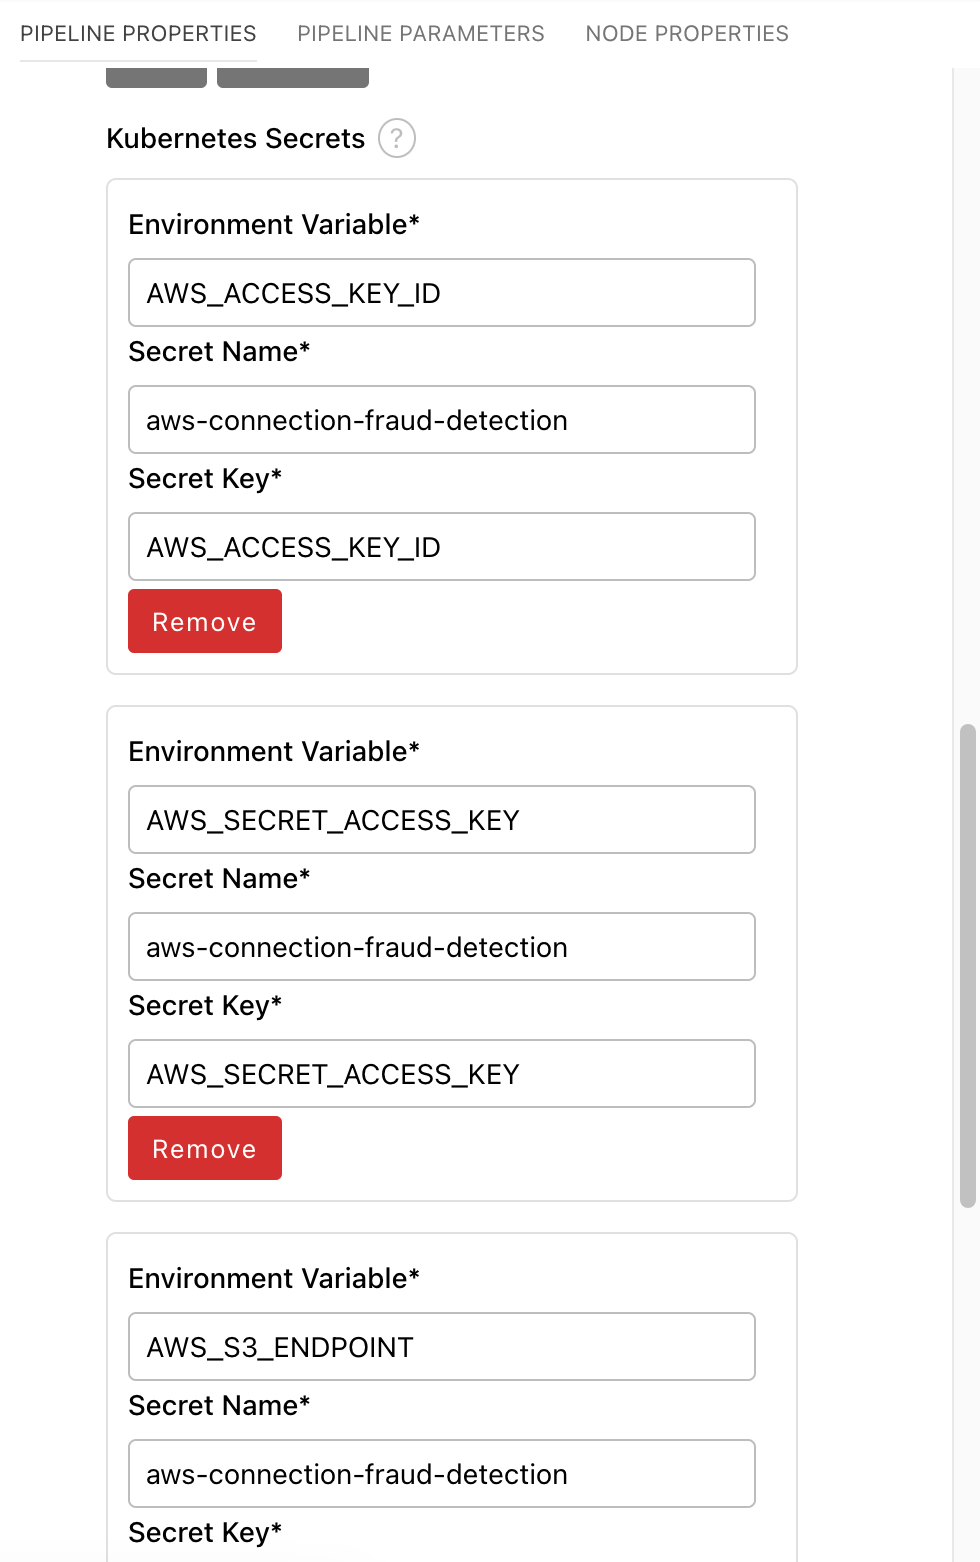 PIPELINE PROPERTIES PIPELINE PARAMETERS NODE PROPERTIES
Kubernetes Secrets ?
Environment Variable*
AWS_ACCESS_KEY_ID
Secret Name*
aws-connection-fraud-detection
Secret Key*
AWS_ACCESS_KEY_ID
Remove
Environment Variable*
AWS_SECRET_ACCESS_KEY
Secret Name*
aws-connection-fraud-detection
Secret Key*
AWS_SECRET_ACCESS_KEY
Remove
Environment Variable*
AWS_S3_ENDPOINT
Secret Name*
aws-connection-fraud-detection
Secret Key*